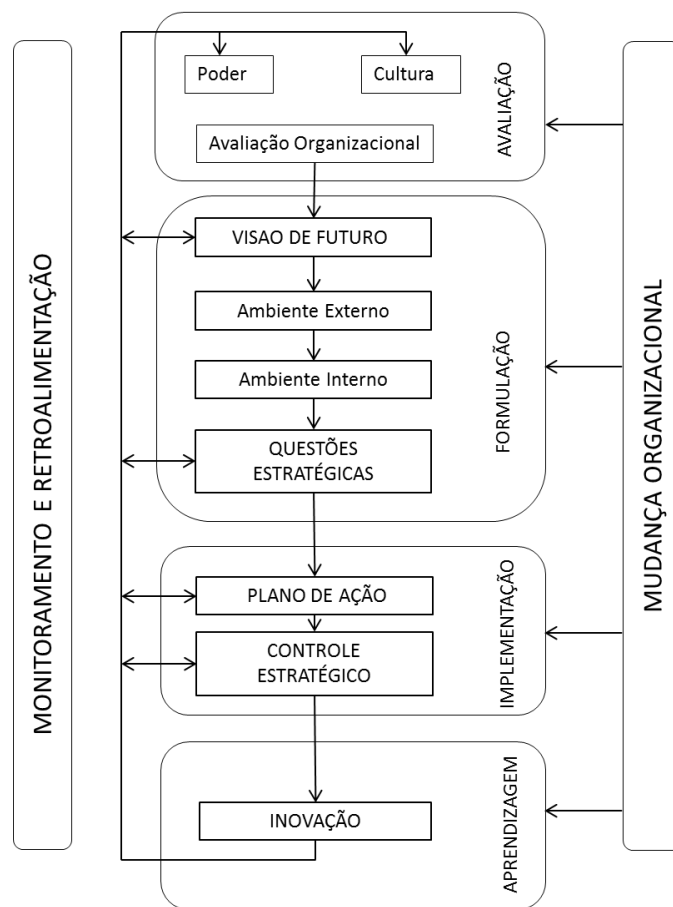 MONITORAMENTO E RETROALIMENTAÇÃO
Poder
Cultura
Avaliação Organizacional
AVALIAÇÃO
VISAO DE FUTURO
Ambiente Externo
Ambiente Interno
QUESTÕES
ESTRATÉGICAS
FORMULAÇÃO
PLANO DE AÇÃO
CONTROLE
ESTRATÉGICO
IMPLEMENTAÇÃO
INOVAÇÃO
APRENDIZAGEM
MUDANÇA ORGANIZACIONAL